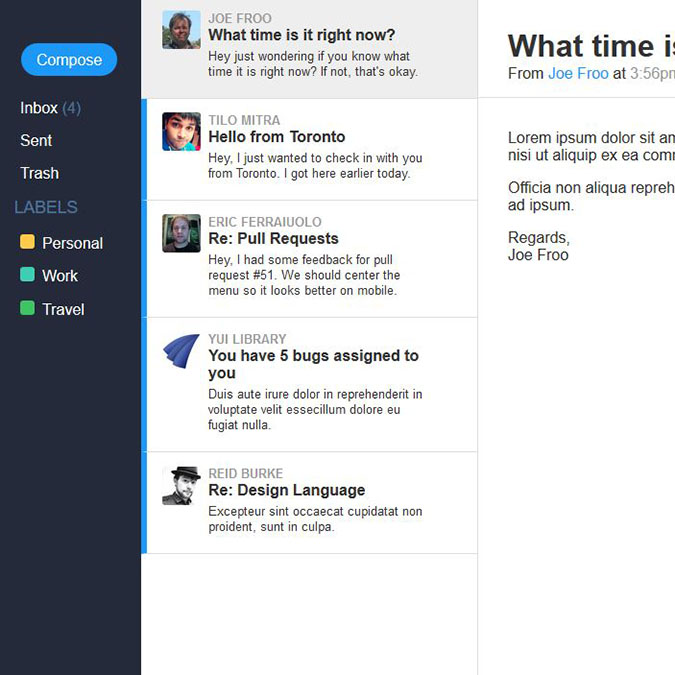 Compose
Inbox (4)
Sent
Trash
LABELS
Personal
Work
Travel
JOE FROO
What time is it right now?
Hey just wondering if you know what
time it is right now? If not, that's okay.
TILO MITRA
Hello from Toronto
Hey, I just wanted to check in with you
from Toronto. I got here earlier today.
ERIC FERRAIUOLO
Re: Pull Requests
Hey, I had some feedback for pull
request #51. We should center the
menu so it looks better on mobile.
YUI LIBRARY
You have 5 bugs assigned to
you
Duis aute irure dolor in reprehenderit in
voluptate velit essecillum dolore eu
fugiat nulla.
REID BURKE
Re: Design Language
Excepteur sint occaecat cupidatat non
proident, sunt in culpa.
What time
From Joe Froo at 3:56pm
Lorem ipsum dolor sit
nisi ut aliquip ex ea
Officia non aliqua
ad ipsum.
Regards,
Joe Froo